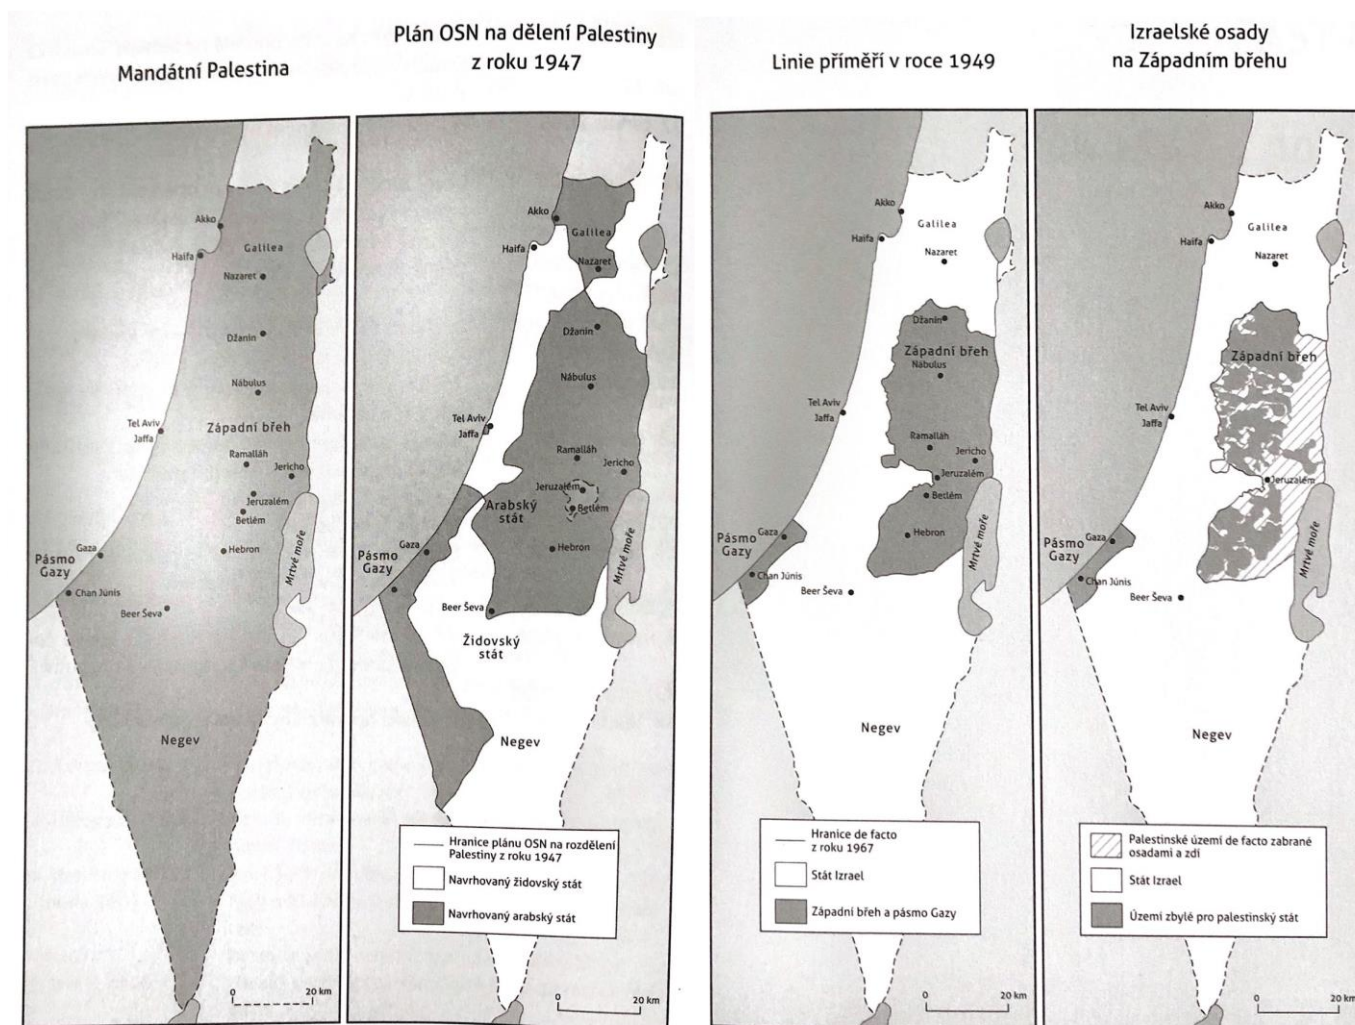 Mandátní Palestina
Akko
Galilea
Haifa
Nazaret
Džanín
Nábulus
Tel Aviv
Jaffa
Západní břeh
Ramalláh
Jericho
Jeruzalém
Betlém
Gaza
Hebron
Pásmo
Gazy
Mrtvé moře
Chan Júnis
Beer Ševa
Negev
20 km
Plán OSN na dělení Palestiny
z roku 1947
Akko
Galilea
Haifa
Nazaret
Džanín
Nábulus
Tel Aviv
Jaffa
Ramalláh
Jericho
Jeruzalém
Arabský
stát
Betlém
Gaza
Hebron
Pásmo
Gazy
Mrtvé moře
Beer Ševa
Židovský
stát
Negev
Hranice plánu OSN na rozdělení
Palestiny z roku 1947
Navrhovaný židovský stát
Navrhovaný arabský stát
0 20 km
Linie příměří v roce 1949
Akko
Galilea
Haifa
Nazaret
Džanín
Západní břeh
Nábulus
Tel Aviv
Jaffa
Ramalláh
Jericho
Jeruzalém
Betlém
Gaza
Hebron
Mrtvé moře
Chan Júnis
Beer Ševa
Negev
Hranice de facto
z roku 1967
Stát Izrael
Západní břeh a pásmo Gazy
0 20 km
Izraelské osady
na Západním břehu
Akko
Galilea
Haifa
Nazaret
Západní břeh
Tel Aviv
Jaffa
Jeruzalém
Gaza
Pásmo
Gazy
Mrtvé moře
Chan Júnis
Beer Ševa
Negev
Palestinské území de facto zabrané
osadami a zdí
Stát Izrael
Území zbylé pro palestinský stát
0 20 km